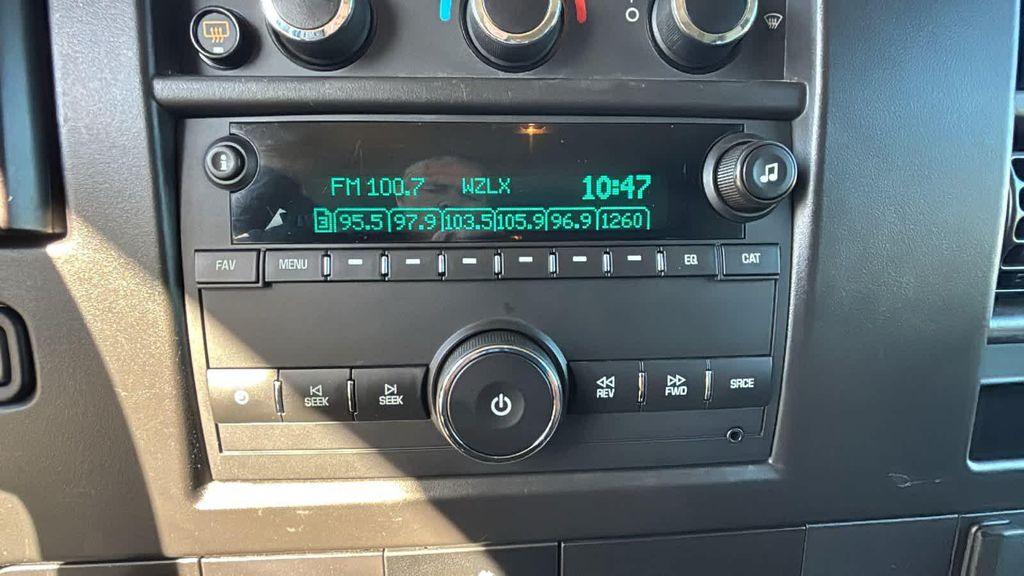 FM 100.7 WZLX 10:47
3 95.5 97.9 103.5 105.9 96.9 1260
FAV MENU EQ CAT
SEEK SEEK REV FWD SRCE